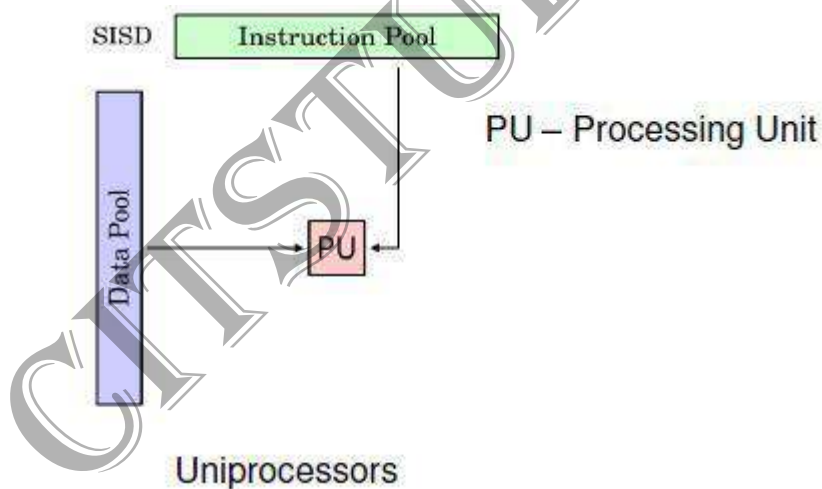 SISD
Instruction Pool
PU – Processing Unit
Data Pool
PU
Uniprocessors